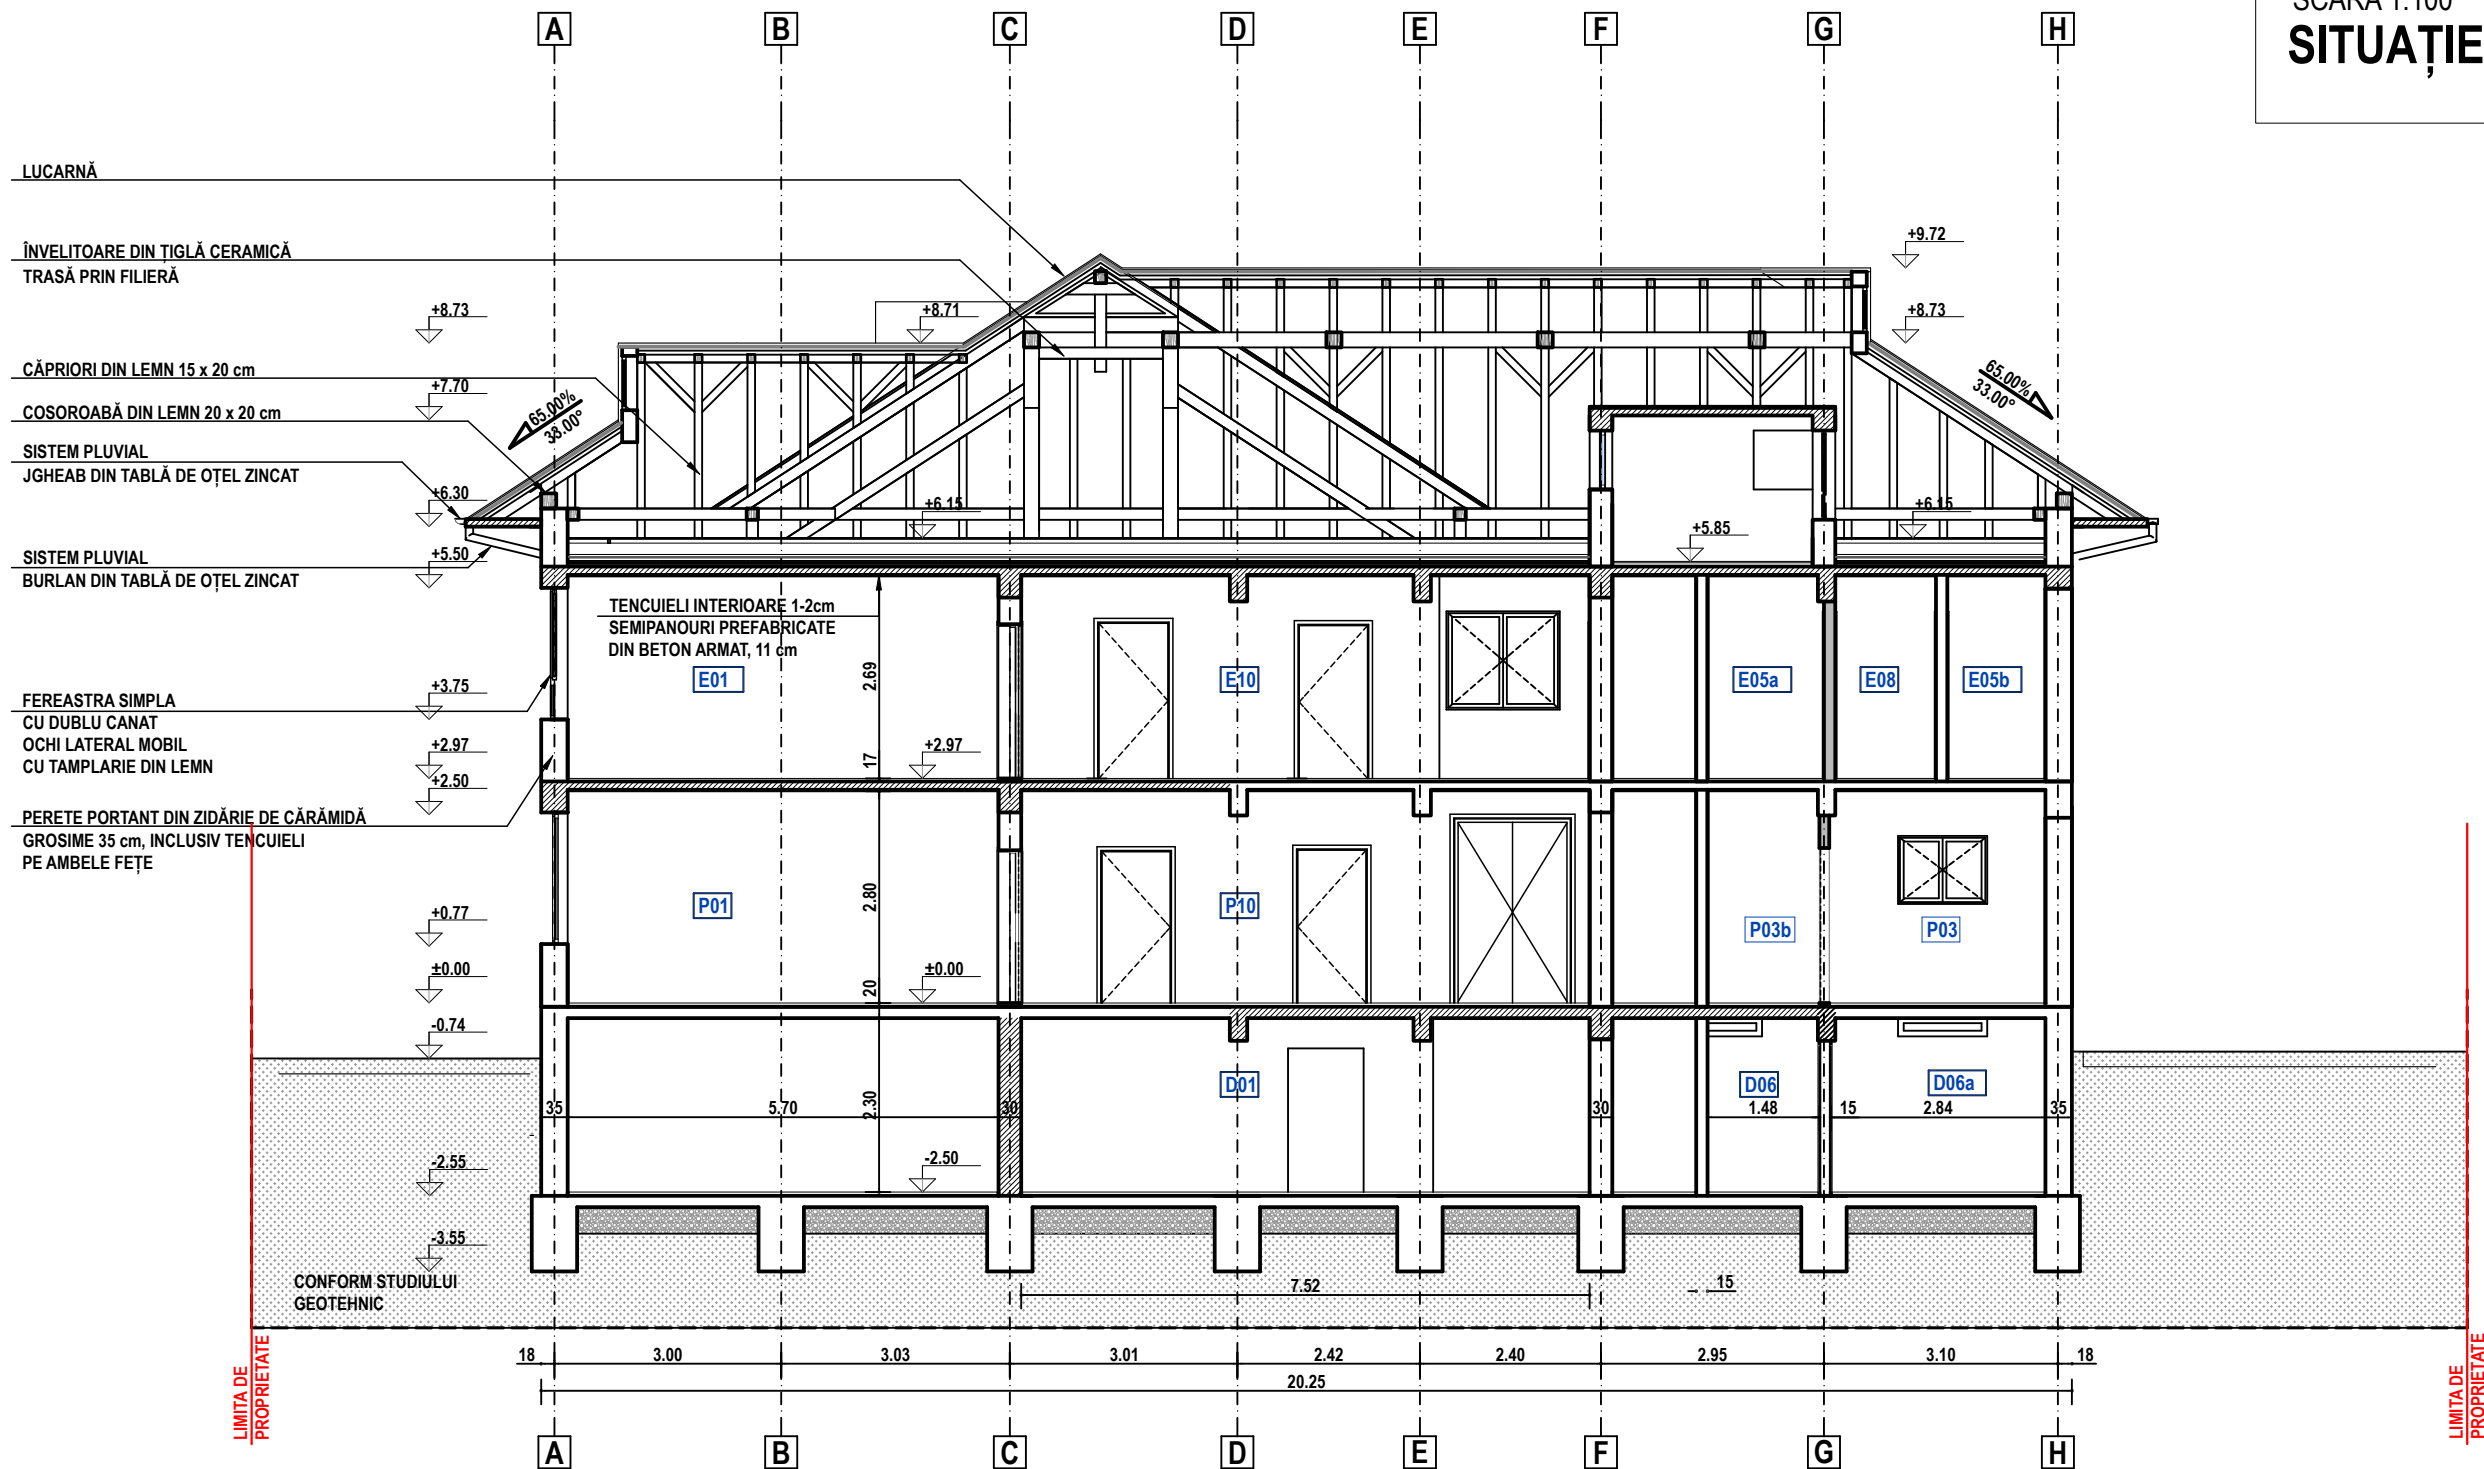 SCARA 1:100
SITUAȚIE
A
B
C
D
E
F
G
H
LUCARNĂ
ÎNVELITOARE DIN ȚIGLĂ CERAMICĂ
TRASĂ PRIN FILIERĂ
CĂPRIORI DIN LEMN 15 x 20 cm
COSOROABĂ DIN LEMN 20 x 20 cm
SISTEM PLUVIAL
JGHEAB DIN TABLĂ DE OȚEL ZINCAT
SISTEM PLUVIAL
BURLAN DIN TABLĂ DE OȚEL ZINCAT
FEREASTRA SIMPLA
CU DUBLU CANAT
OCHI LATERAL MOBIL
CU TAMPLARIE DIN LEMN
PERETE PORTANT DIN ZIDĂRIE DE CĂRĂMIDĂ
GROSIME 35 cm, INCLUSIV TENCUIELI
PE AMBELE FEȚE
+8.73
+7.70
+6.30
+5.50
+3.75
+2.97
+2.50
+0.77
±0.00
-0.74
-2.55
-3.55
65.00%
33.00°
+8.71
+6.15
+9.72
+8.73
65.00%
33.00°
+5.85
+6.15
TENCUIELI INTERIOARE 1-2cm
SEMIPANOURI PREFABRICATE
DIN BETON ARMAT, 11 cm
2.69
17
+2.97
E01
E10
E05a
E08
E05b
2.80
20
±0.00
P01
P10
P03b
P03
2.30
-2.50
D01
D06
D06a
35
5.70
30
30
1.48
15
2.84
35
CONFORM STUDIULUI
GEOTEHNIC
7.52
15
18
3.00
3.03
3.01
2.42
2.40
2.95
3.10
18
20.25
LIMITA DE
PROPRIETATE
LIMITA DE
PROPRIETATE
A
B
C
D
E
F
G
H